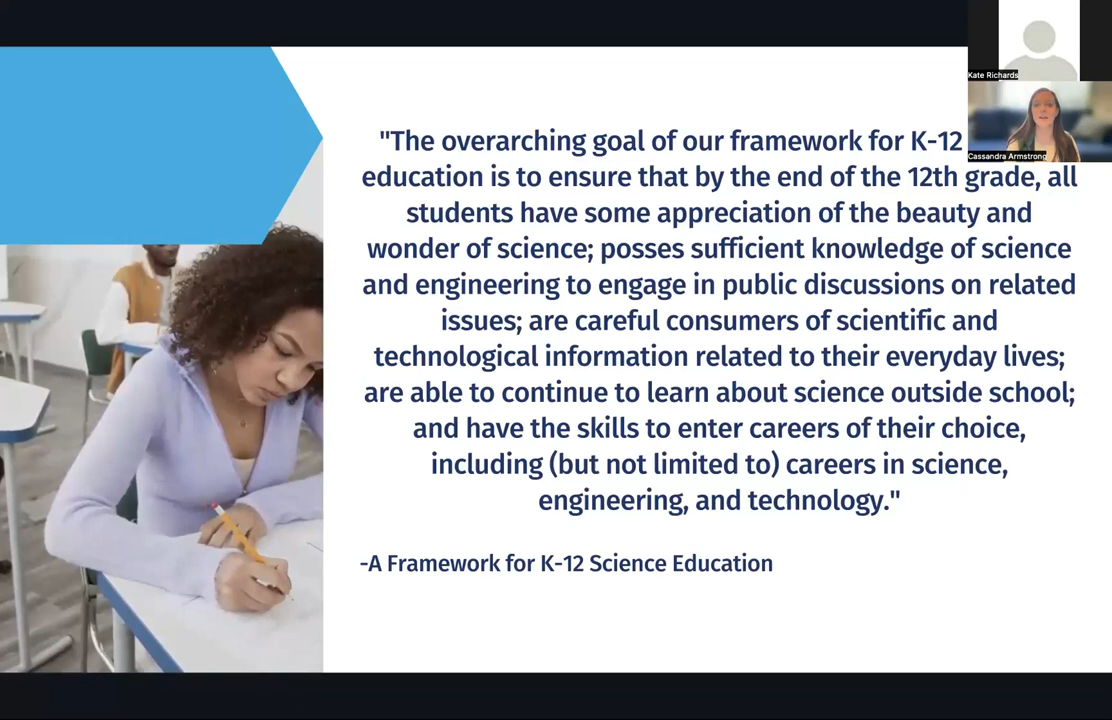 Kate Richards
Cassandra Armstrong
"The overarching goal of our framework for K-12
education is to ensure that by the end of the 12th grade, all
students have some appreciation of the beauty and
wonder of science; posses sufficient knowledge of science
and engineering to engage in public discussions on related
issues; are careful consumers of scientific and
technological information related to their everyday lives;
are able to continue to learn about science outside school;
and have the skills to enter careers of their choice,
including (but not limited to) careers in science,
engineering, and technology."
-A Framework for K-12 Science Education